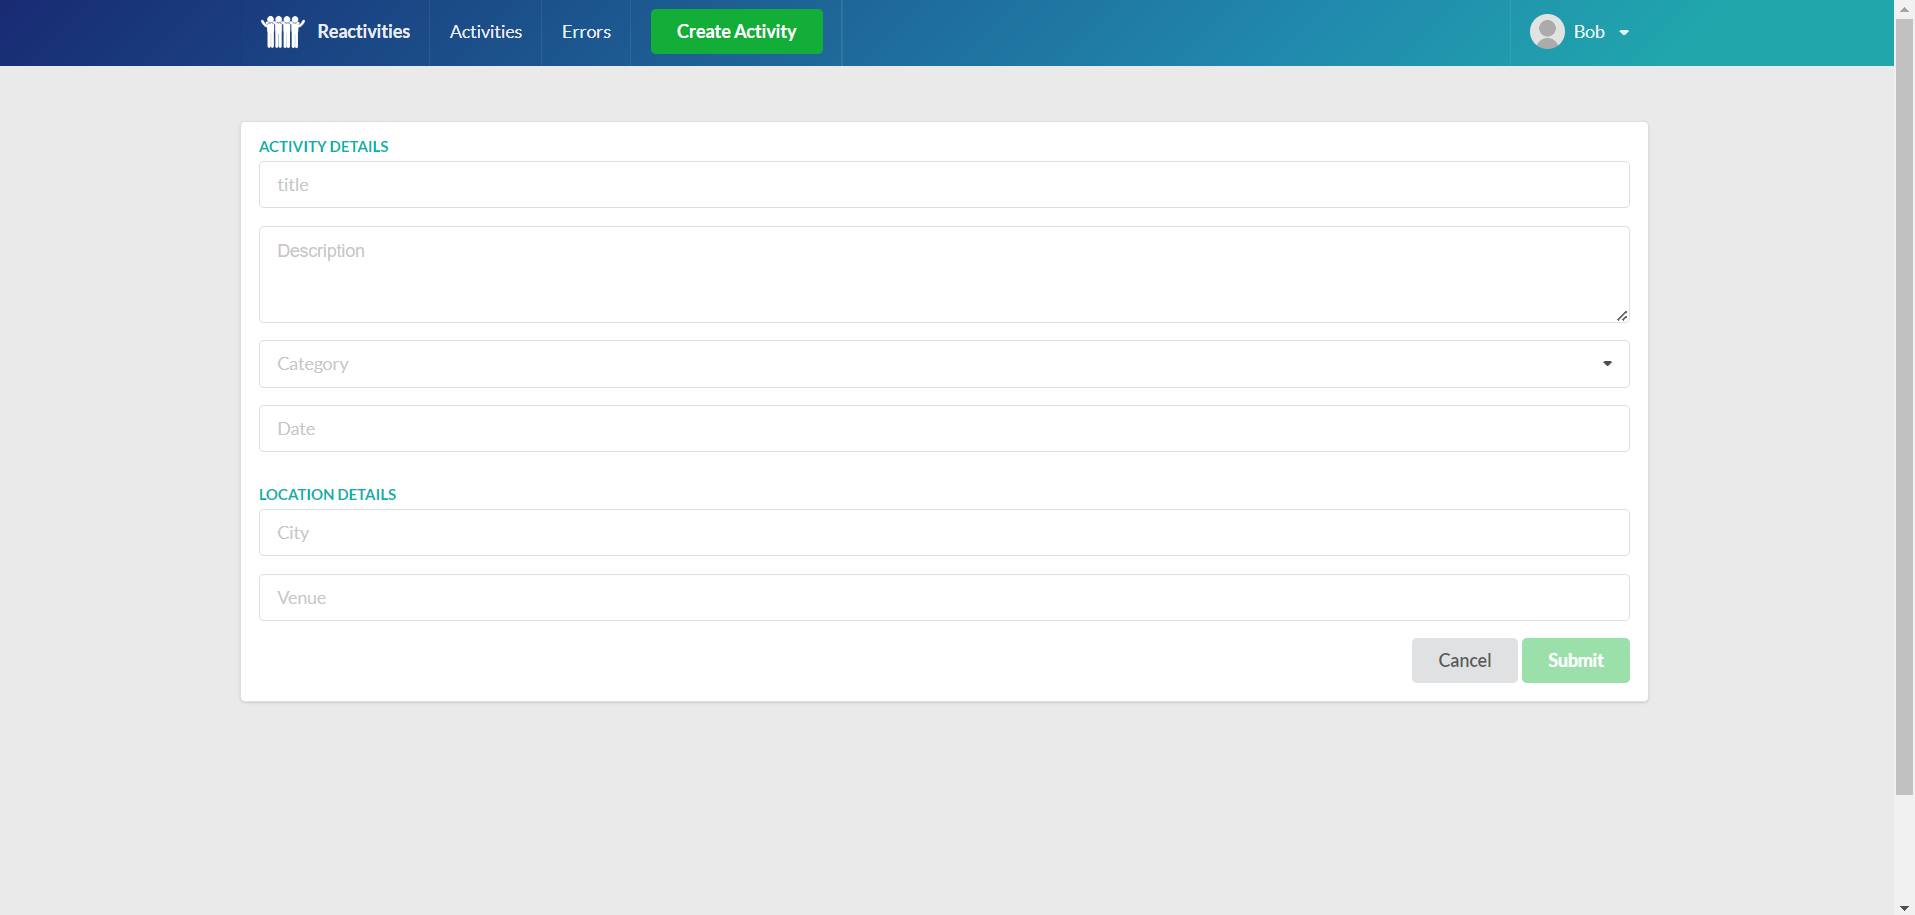 Reactivities Activities Errors Create Activity Bob
ACTIVITY DETAILS
title
Description
Category
Date
LOCATION DETAILS
City
Venue
Cancel Submit